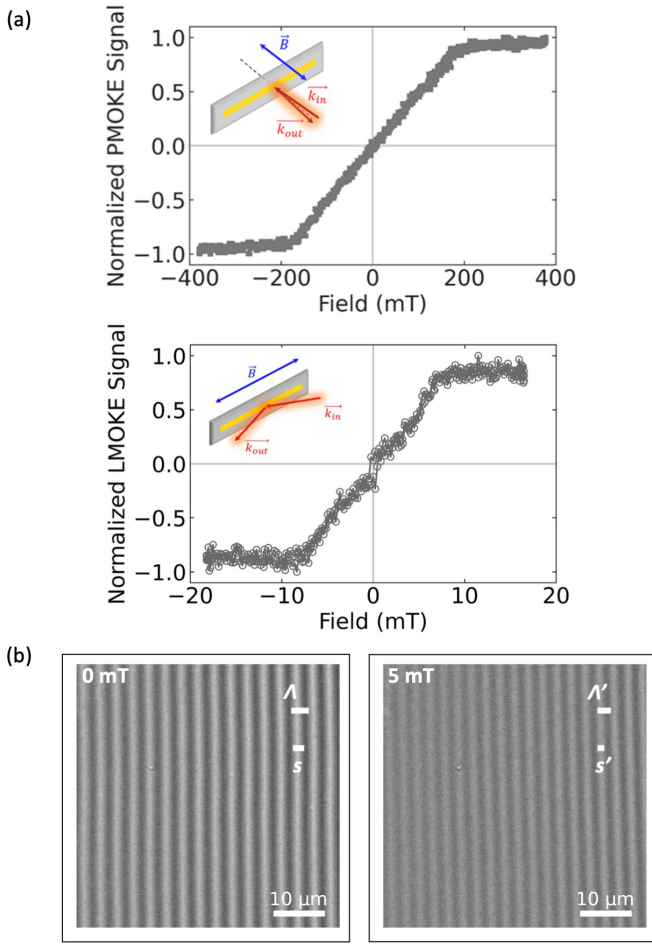 (a)
Normalized PMOKE Signal
1.0
0.5
0.0
−0.5
−1.0
B
k_in
k_out
−400 −200 0 200 400
Field (mT)
Normalized LMOKE Signal
1.0
0.5
0.0
−0.5
−1.0
B
k_in
k_out
−20 −10 0 10 20
Field (mT)
(b)
0 mT
Λ
s
10 μm
5 mT
Λ’
s’
10 μm